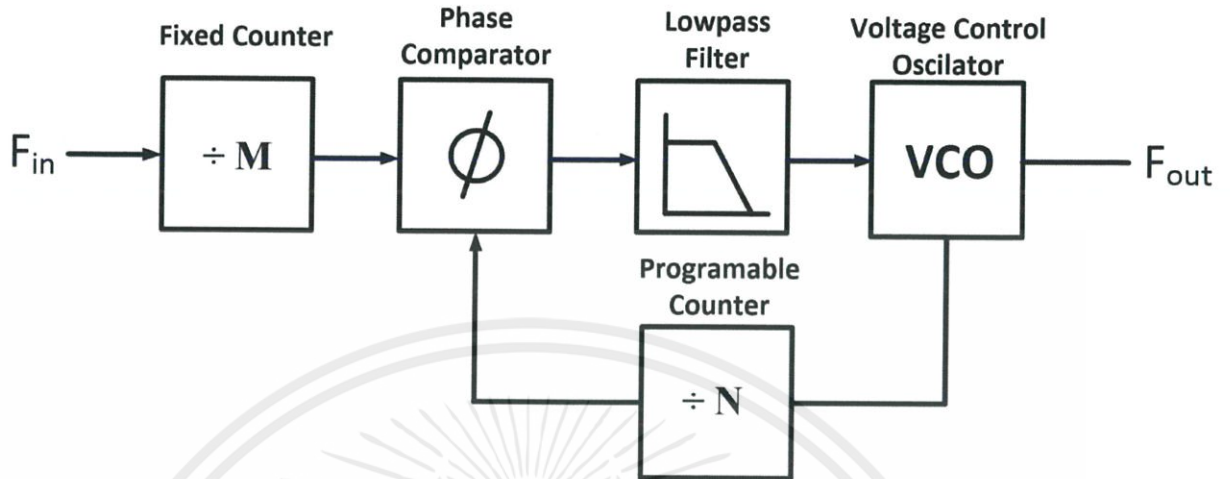 Fixed Counter
Phase
Comparator
Lowpass
Filter
Voltage Control
Oscilator
F_in
÷ M
ϕ
VCO
F_out
Programable
Counter
÷ N